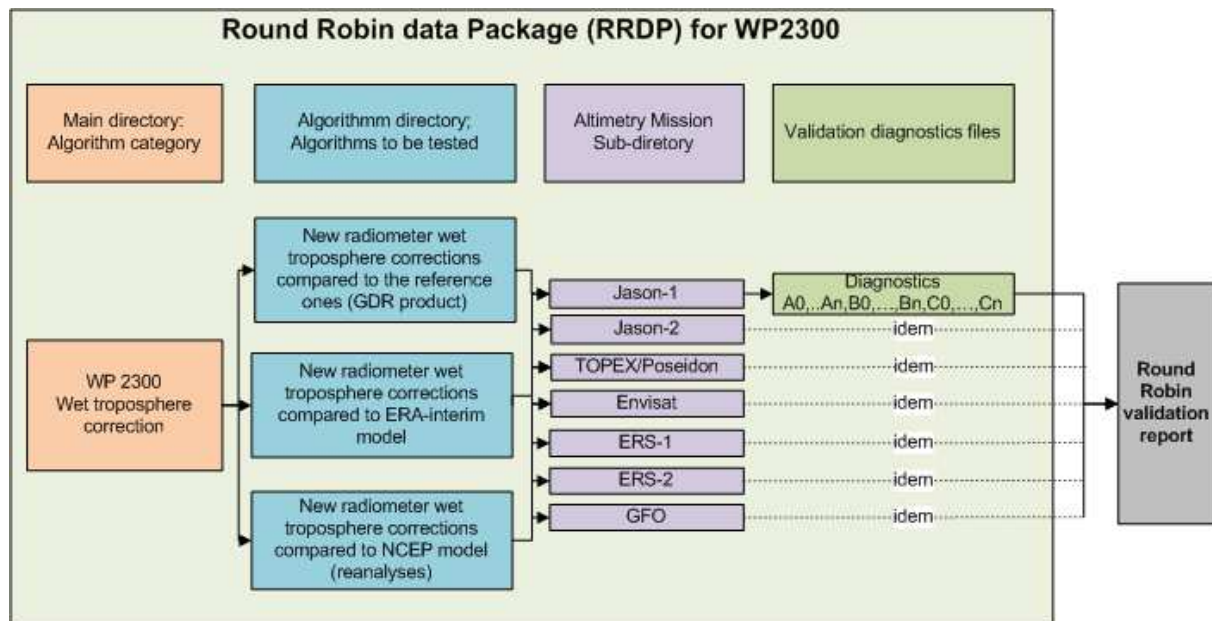 Round Robin data Package (RRDP) for WP2300
Main directory:
Algorithm category
Algorithmm directory;
Algorithms to be tested
Altimetry Mission
Sub-diretory
Validation diagnostics files
New radiometer wet
troposphere corrections
compared to the reference
ones (GDR product)
WP 2300
Wet troposphere
correction
New radiometer wet
troposphere corrections
compared to ERA-interim
model
New radiometer wet
troposphere corrections
compared to NCEP model
(reanalyses)
Jason-1
Diagnostics
A0,..An,B0,...,Bn,C0,...,Cn
Jason-2
idem
TOPEX/Poseidon
idem
Envisat
idem
ERS-1
idem
ERS-2
idem
GFO
idem
Round
Robin
validation
report